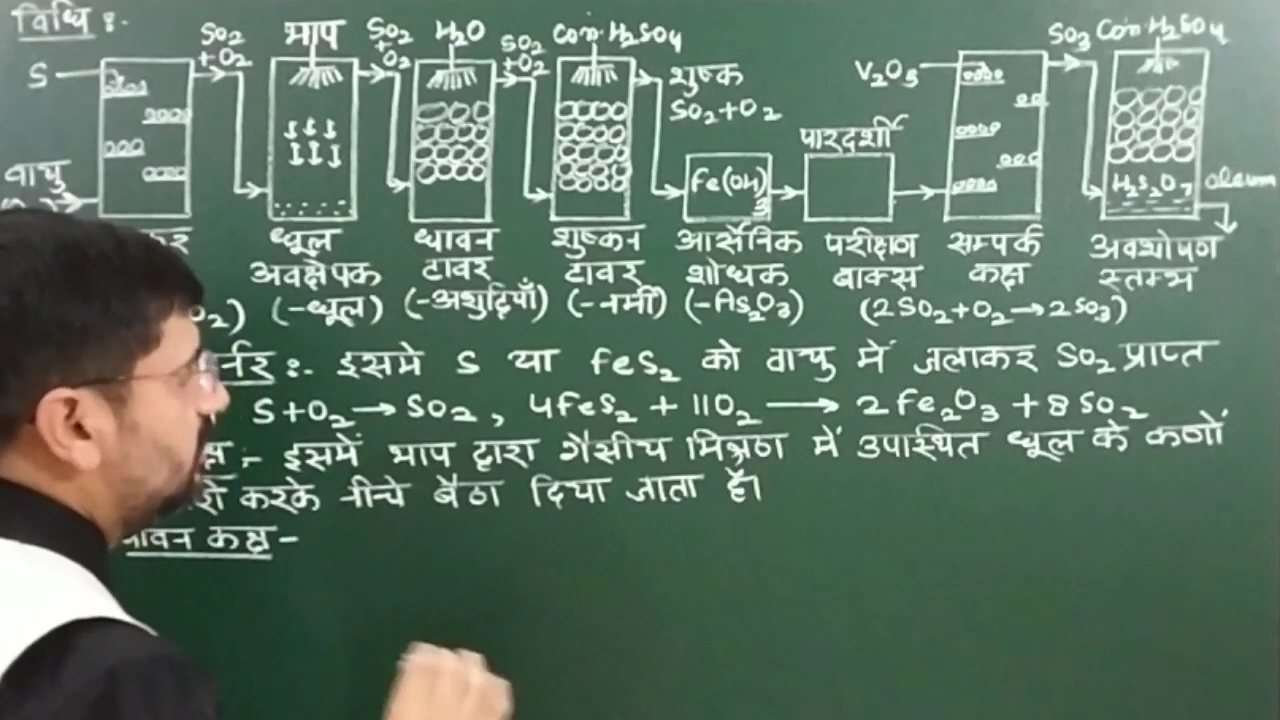 विधि :
SO2 + O2 भाप SO2 + O2 H2O SO2 + O2 Con. H2SO4 SO3 Con. H2SO4
S शुष्क V2O5
SO2 + O2
पारदर्शी
वायु Fe(OH)3 H2S2O7 oleum
धूल धावन शुष्कन आर्सेनिक परीक्षण सम्पर्क अवशोषण
अवक्षेपक टावर टावर शोधक बाक्स कक्ष स्तम्भ
(-धूल) (-अशुद्धियाँ) (-नमी) (-As2O3) (2SO2+O2→2SO3)
र्नर :- इसमे S या FeS2 को वायु में जलाकर SO2 प्राप्त
S+O2 → SO2, 4FeS2 + 11O2 → 2Fe2O3 + 8SO2
:- इसमें भाप द्वारा गैसीय मिश्रण में उपस्थित धूल के कणों
करके नीचे बैठा दिया जाता है।
धावन कक्ष -